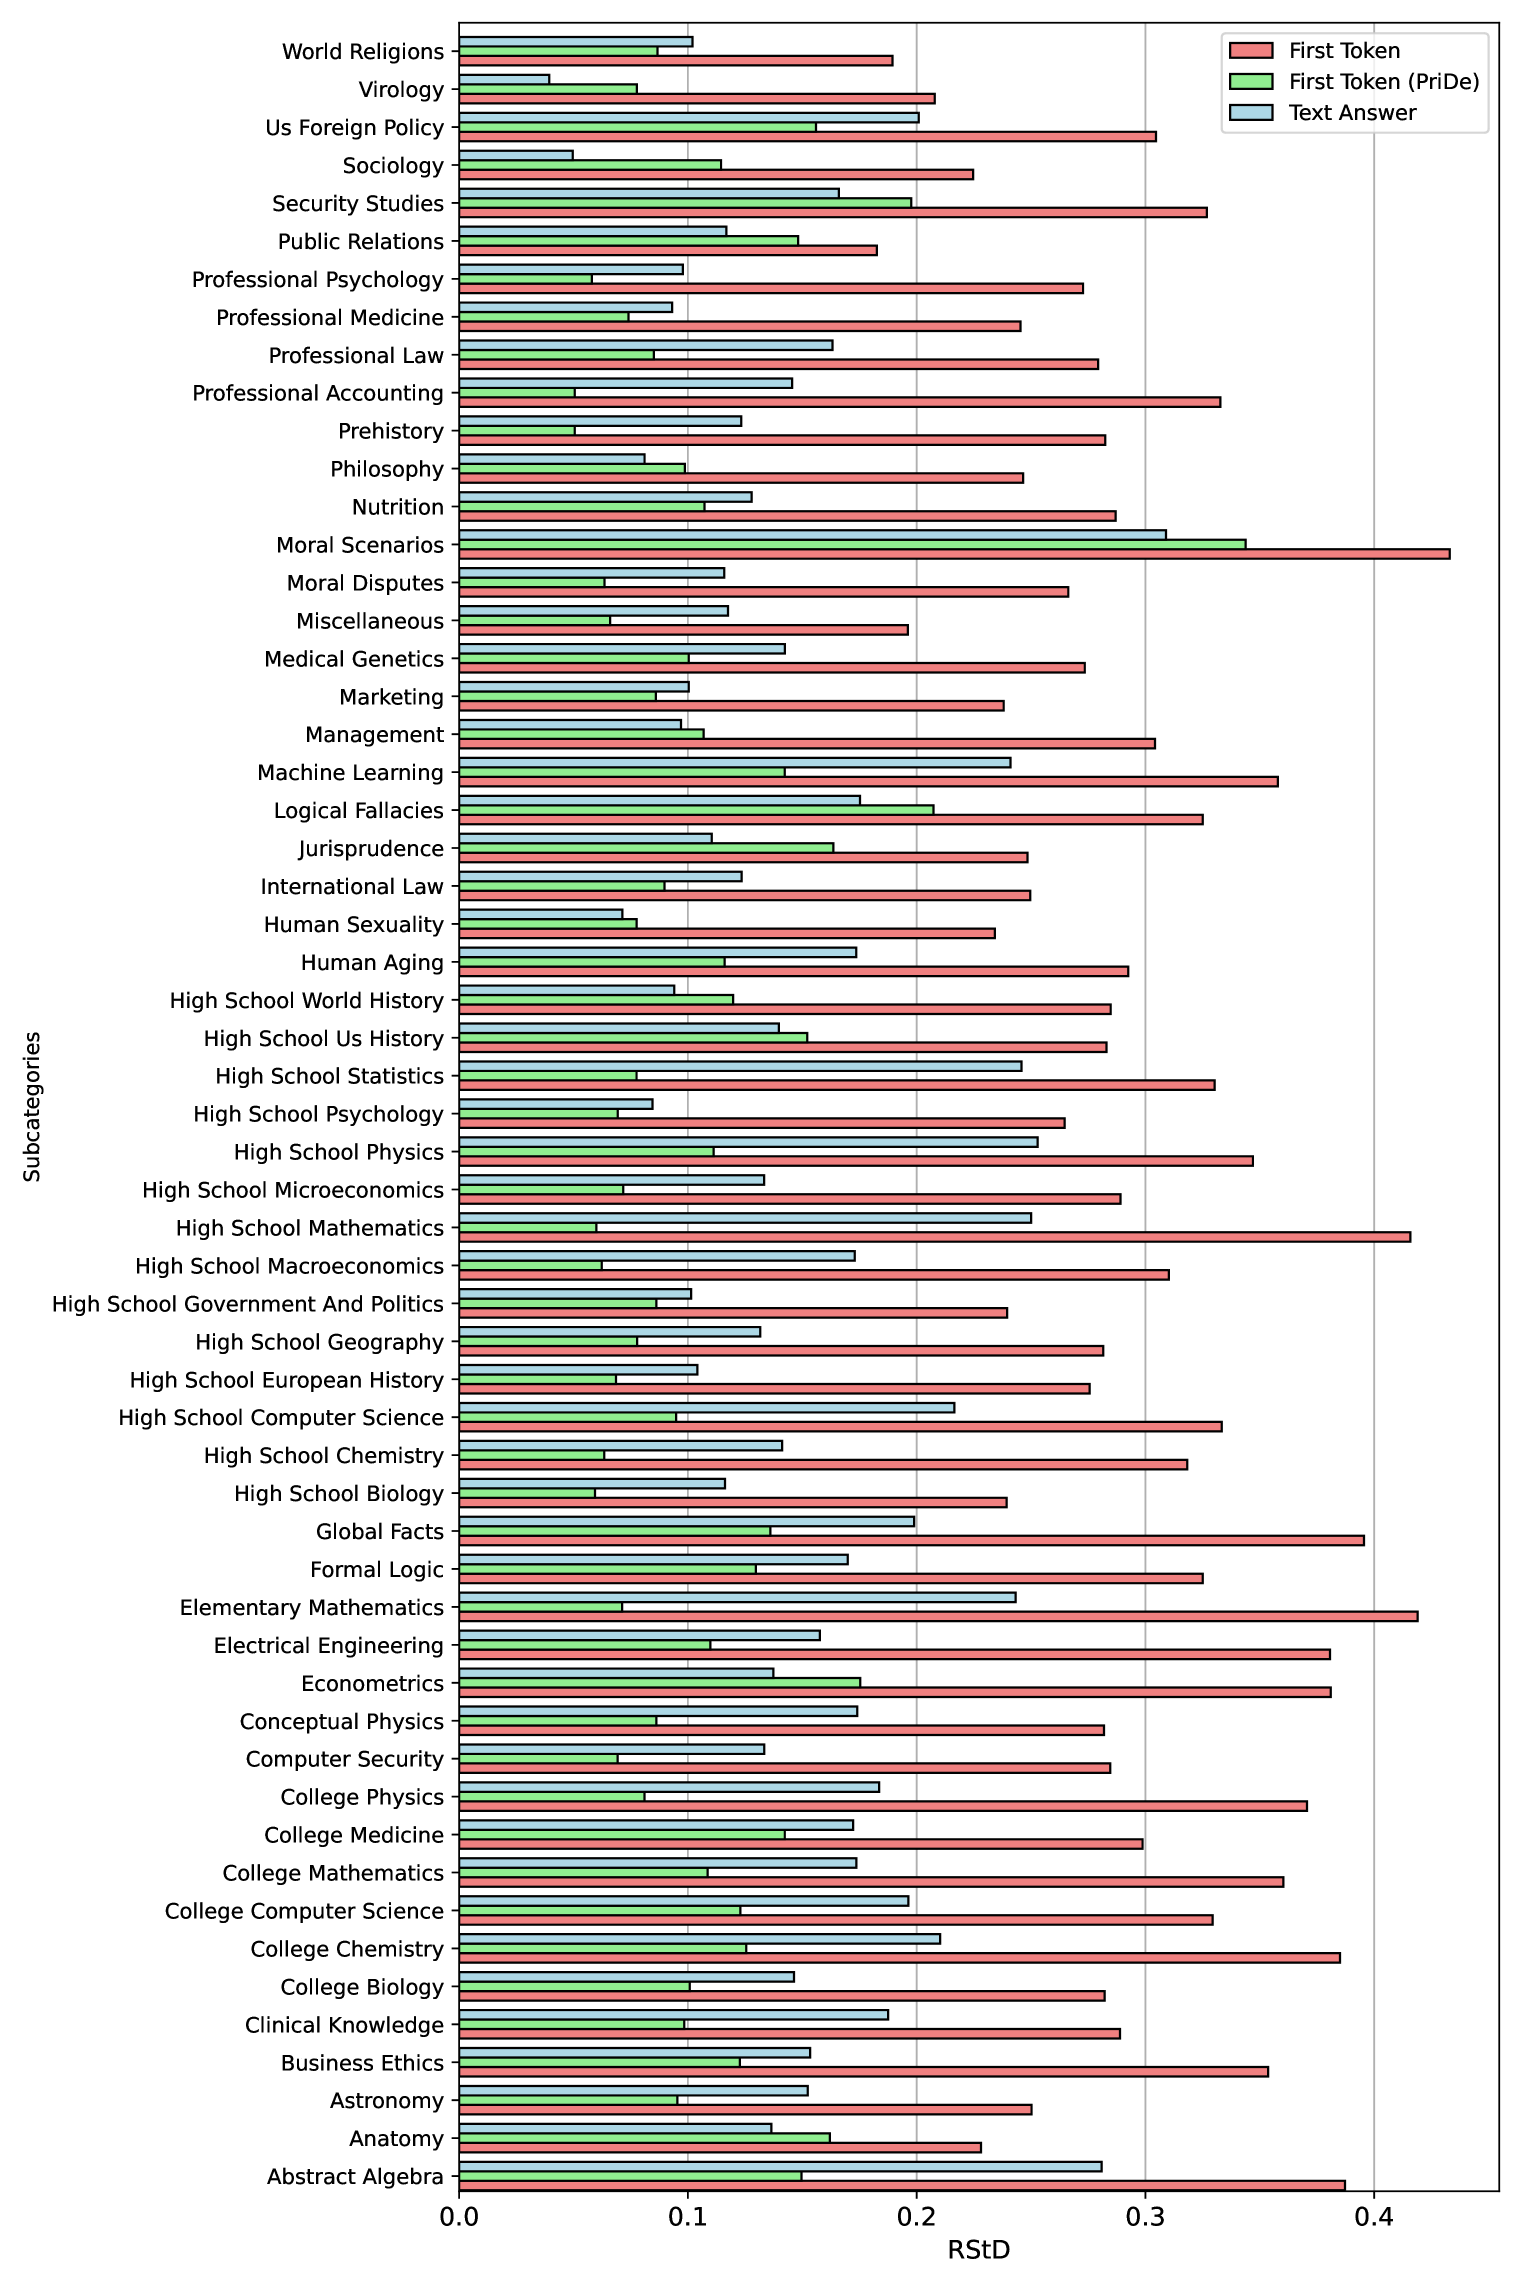 First Token
First Token (PriDe)
Text Answer
World Religions
Virology
Us Foreign Policy
Sociology
Security Studies
Public Relations
Professional Psychology
Professional Medicine
Professional Law
Professional Accounting
Prehistory
Philosophy
Nutrition
Moral Scenarios
Moral Disputes
Miscellaneous
Medical Genetics
Marketing
Management
Machine Learning
Logical Fallacies
Jurisprudence
International Law
Human Sexuality
Human Aging
High School World History
High School Us History
High School Statistics
High School Psychology
High School Physics
High School Microeconomics
High School Mathematics
High School Macroeconomics
High School Government And Politics
High School Geography
High School European History
High School Computer Science
High School Chemistry
High School Biology
Global Facts
Formal Logic
Elementary Mathematics
Electrical Engineering
Econometrics
Conceptual Physics
Computer Security
College Physics
College Medicine
College Mathematics
College Computer Science
College Chemistry
College Biology
Clinical Knowledge
Business Ethics
Astronomy
Anatomy
Abstract Algebra
Subcategories
0.0 0.1 0.2 0.3 0.4
RStD